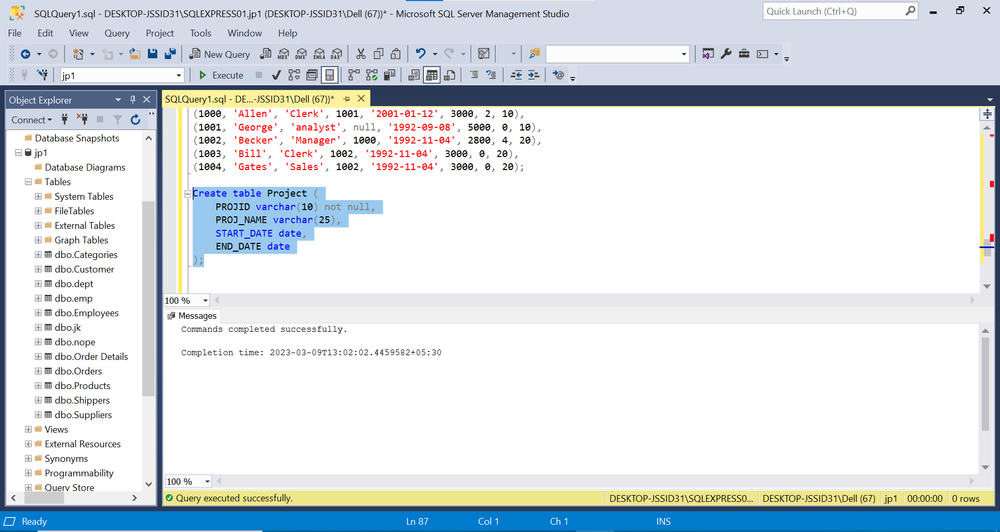 SQLQuery1.sql - DESKTOP-JSSID31\SQLEXPRESS01.jp1 (DESKTOP-JSSID31\Dell (67))* - Microsoft SQL Server Management Studio
Quick Launch (Ctrl+Q)
File Edit View Query Project Tools Window Help
New Query MDX DMX XMLA DAX
jp1 Execute
Object Explorer
Connect
Database Snapshots
jp1
Database Diagrams
Tables
System Tables
FileTables
External Tables
Graph Tables
dbo.Categories
dbo.Customer
dbo.dept
dbo.emp
dbo.Employees
dbo.jk
dbo.nope
dbo.Order Details
dbo.Orders
dbo.Products
dbo.Shippers
dbo.Suppliers
Views
External Resources
Synonyms
Programmability
Query Store
SQLQuery1.sql - DE...-JSSID31\Dell (67))*
(1000, 'Allen', 'Clerk', 1001, '2001-01-12', 3000, 2, 10),
(1001, 'George', 'analyst', null, '1992-09-08', 5000, 0, 10),
(1002, 'Becker', 'Manager', 1000, '1992-11-04', 2800, 4, 20),
(1003, 'Bill', 'Clerk', 1002, '1992-11-04', 3000, 0, 20),
(1004, 'Gates', 'Sales', 1002, '1992-11-04', 3000, 0, 20);
Create table Project (
PROJID varchar(10) not null,
PROJ_NAME varchar(25),
START_DATE date,
END_DATE date
);
100 %
Messages
Commands completed successfully.
Completion time: 2023-03-09T13:02:02.4459582+05:30
100 %
Query executed successfully.
DESKTOP-JSSID31\SQLEXPRESS0... DESKTOP-JSSID31\Dell (67) jp1 00:00:00 0 rows
Ready Ln 87 Col 1 Ch 1 INS